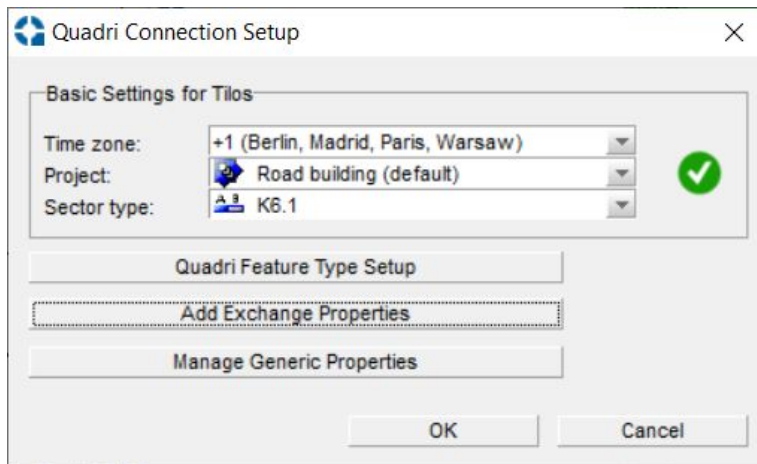 Quadri Connection Setup
Basic Settings for Tilos
Time zone: +1 (Berlin, Madrid, Paris, Warsaw)
Project: Road building (default)
Sector type: K6.1
Quadri Feature Type Setup
Add Exchange Properties
Manage Generic Properties
OK Cancel